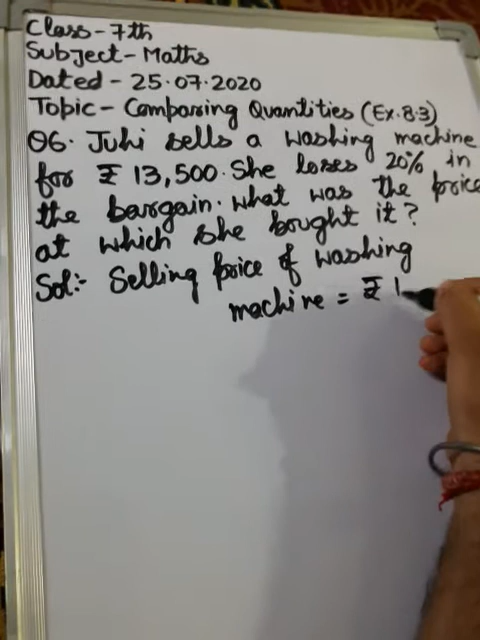 Class-7th
Subject-Maths
Dated-25.07.2020
Topic-Comparing Quantities (Ex.8.3)
Q6. Juhi sells a washing machine
for ₹ 13,500. She loses 20% in
the bargain. what was the price
at which she bought it?
Sol:- Selling price of washing
machine = ₹ 1